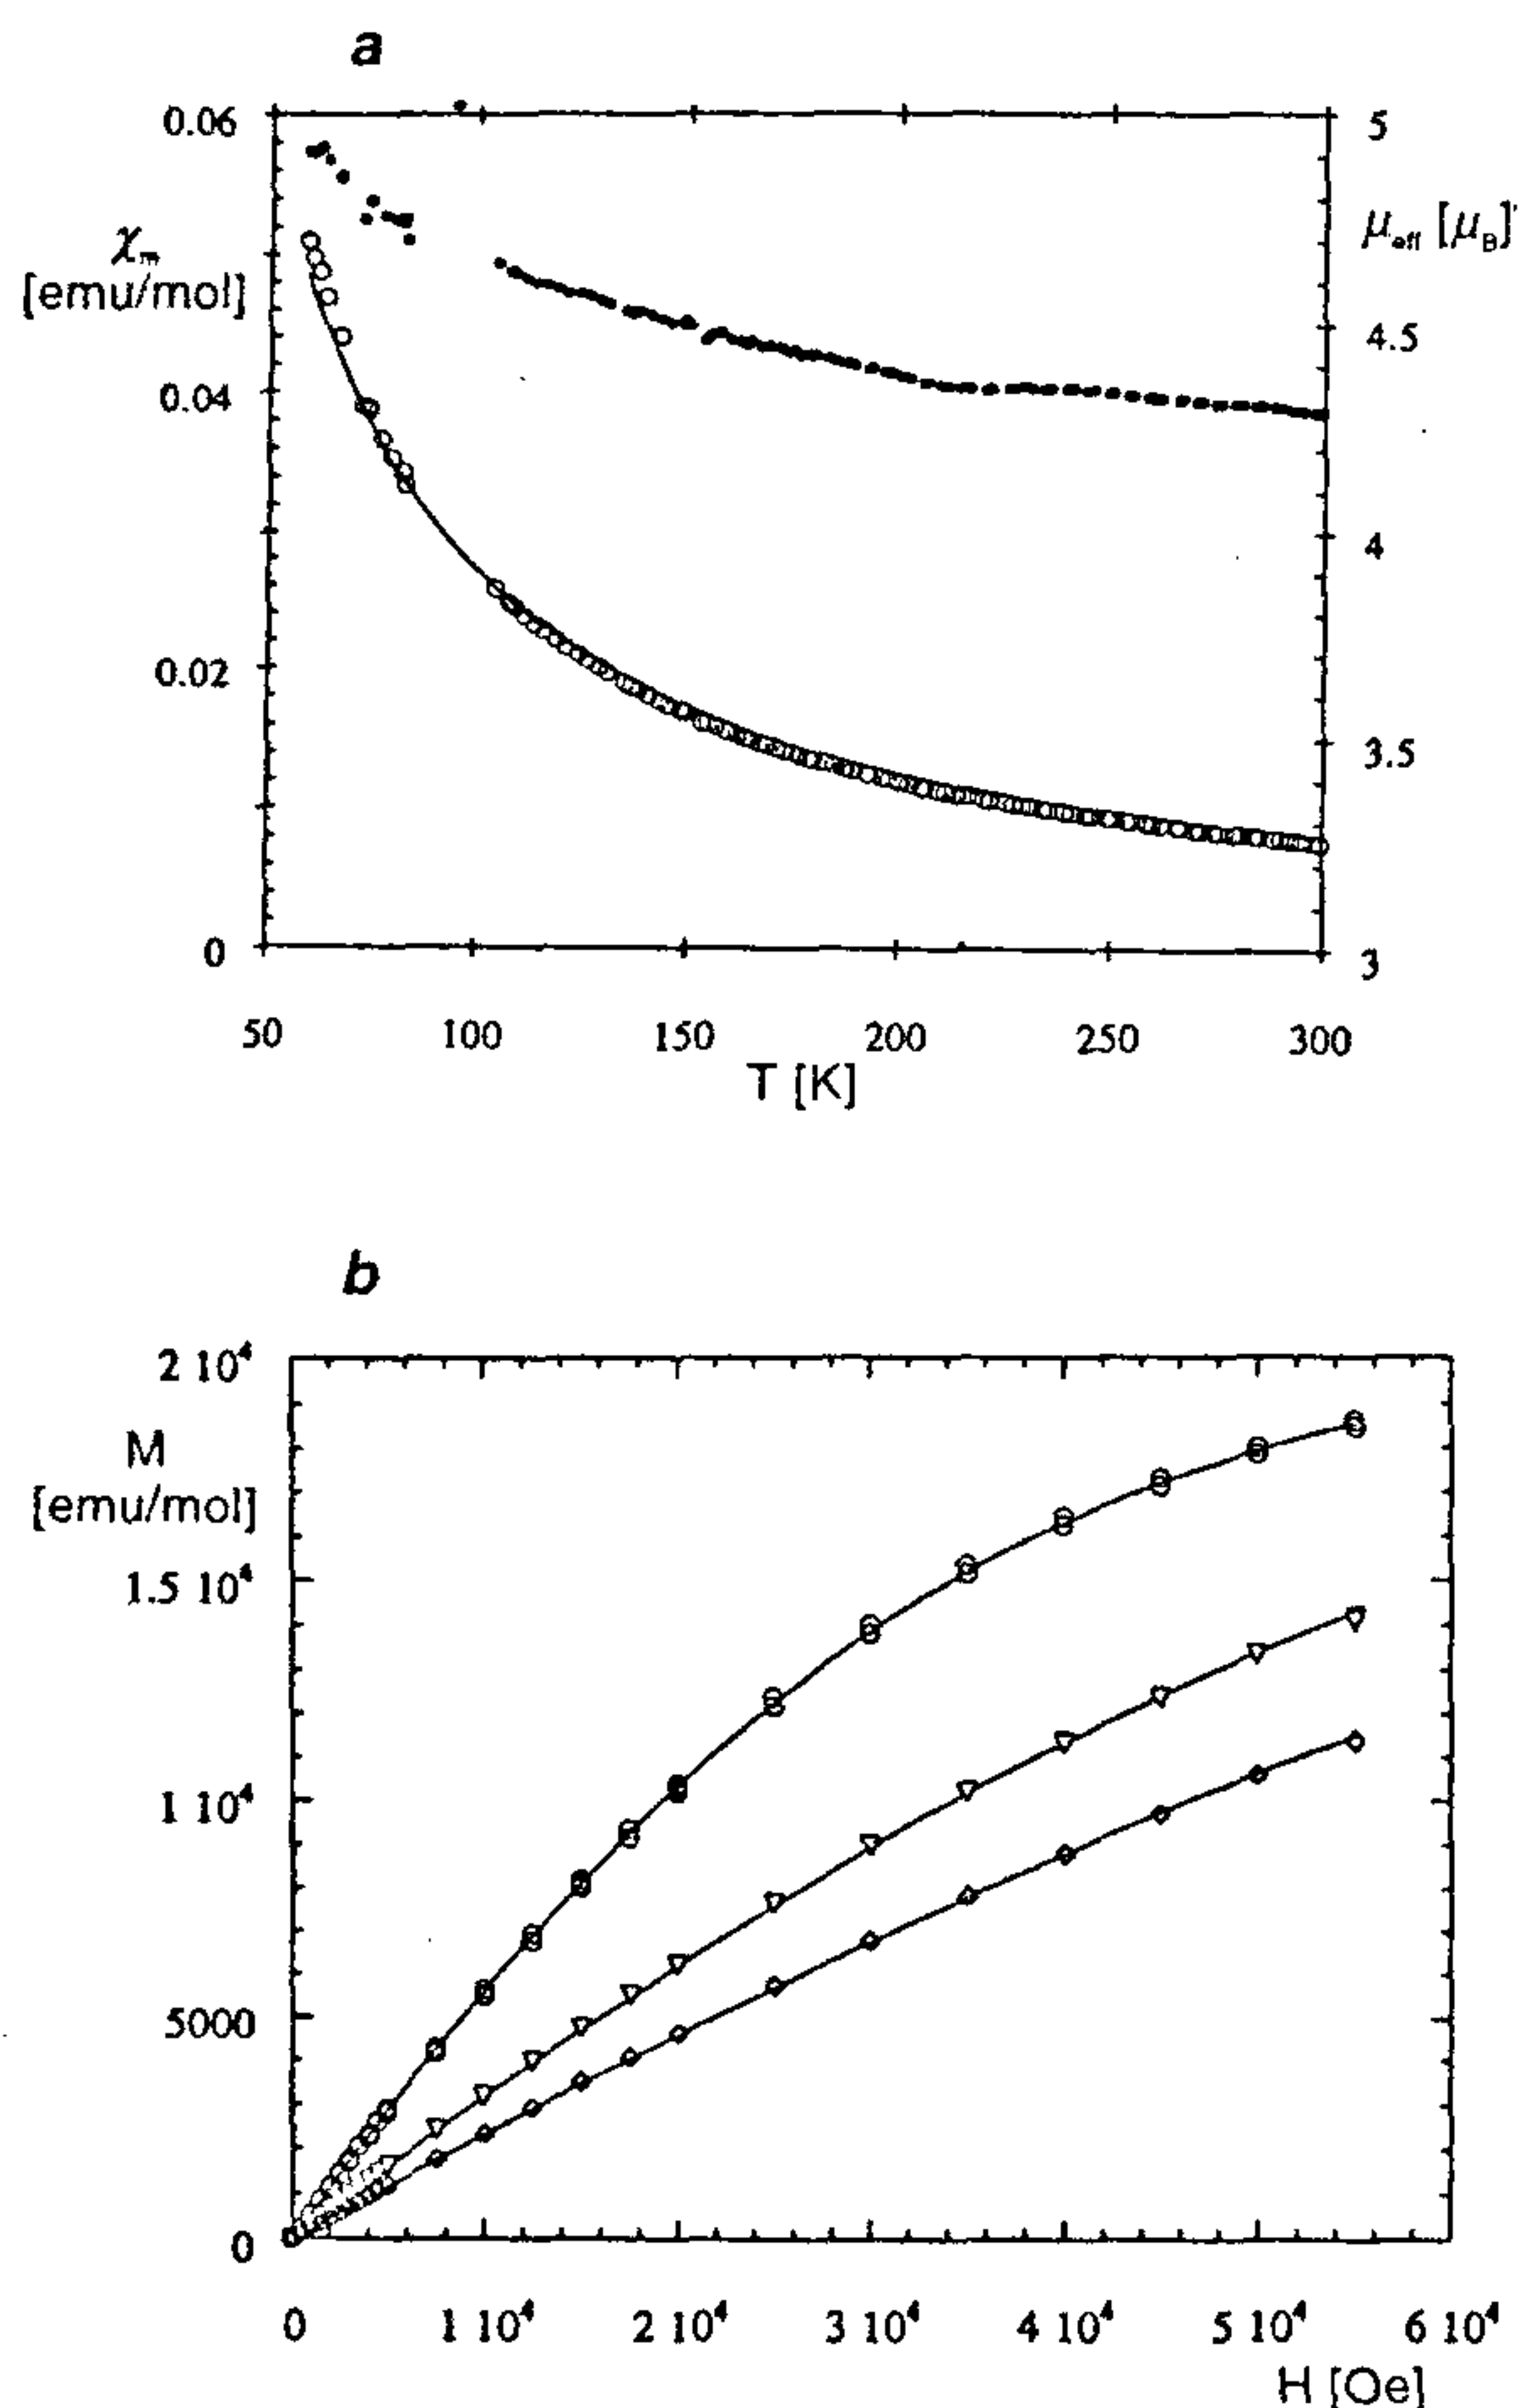 a
0.06
5
χm
[emu/mol]
μeff [μB]
4.5
0.04
4
0.02
3.5
0
3
50 100 150 200 250 300
T [K]
b
2 10⁴
M
[emu/mol]
1.5 10⁴
1 10⁴
5000
0
0 1 10⁴ 2 10⁴ 3 10⁴ 4 10⁴ 5 10⁴ 6 10⁴
H [Oe]